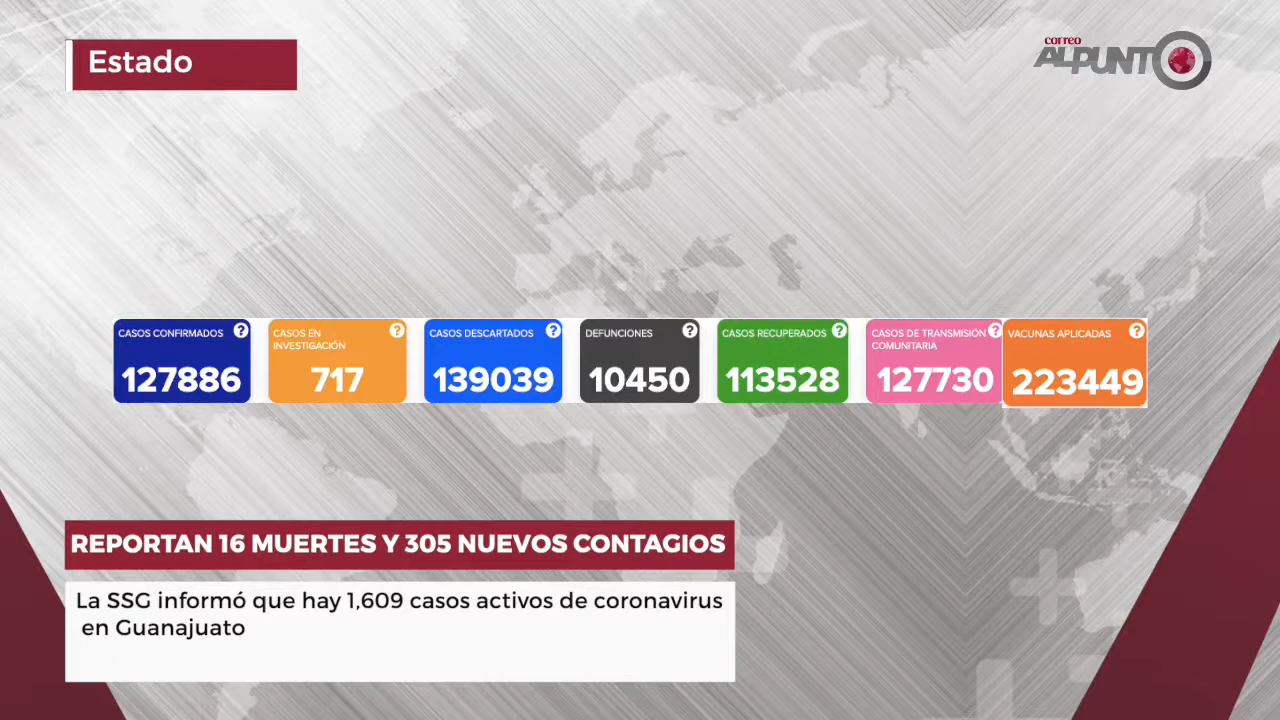 Estado
correo
ALPUNTO
CASOS CONFIRMADOS ?
127886
CASOS EN ?
INVESTIGACIÓN
717
CASOS DESCARTADOS ?
139039
DEFUNCIONES ?
10450
CASOS RECUPERADOS ?
113528
CASOS DE TRANSMISIÓN ?
COMUNITARIA
127730
VACUNAS APLICADAS ?
223449
REPORTAN 16 MUERTES Y 305 NUEVOS CONTAGIOS
La SSG informó que hay 1,609 casos activos de coronavirus
en Guanajuato